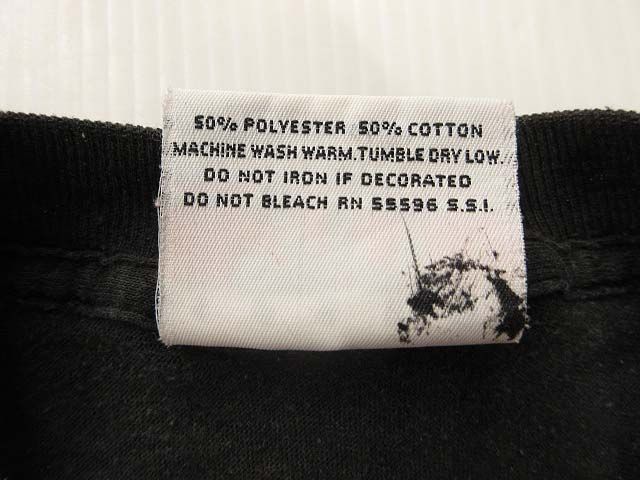 50% POLYESTER 50% COTTON
MACHINE WASH WARM.TUMBLE DRY LOW.
DO NOT IRON IF DECORATED
DO NOT BLEACH RN 55596 S.S.I.